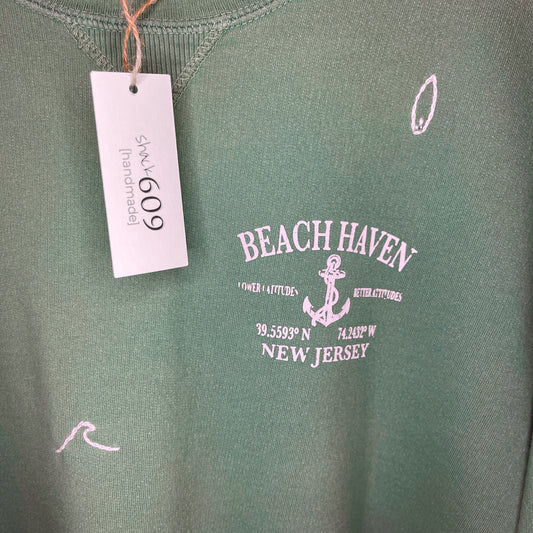 shack609
[handmade]
BEACH HAVEN
LOWER LATITUDES BETTER ATTITUDES
39.5593° N 74.2432° W
NEW JERSEY